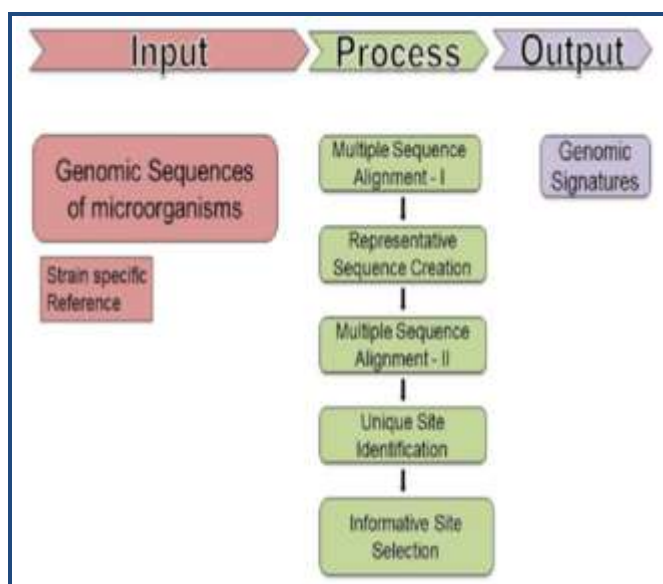 Input
Process
Output
Genomic Sequences
of microorganisms
Strain specific
Reference
Multiple Sequence
Alignment - I
Representative
Sequence Creation
Multiple Sequence
Alignment - II
Unique Site
Identification
Informative Site
Selection
Genomic
Signatures